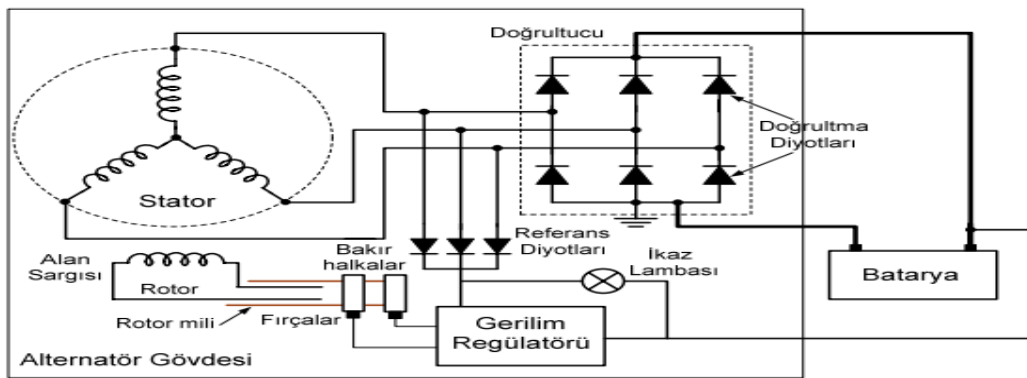 Doğrultucu
Doğrultma
Diyotları
Stator
Referans
Diyotları
Bakır
halkalar
İkaz
Lambası
Alan
Sargısı
Rotor
Batarya
Rotor mili
Fırçalar
Gerilim
Regülatörü
Alternatör Gövdesi